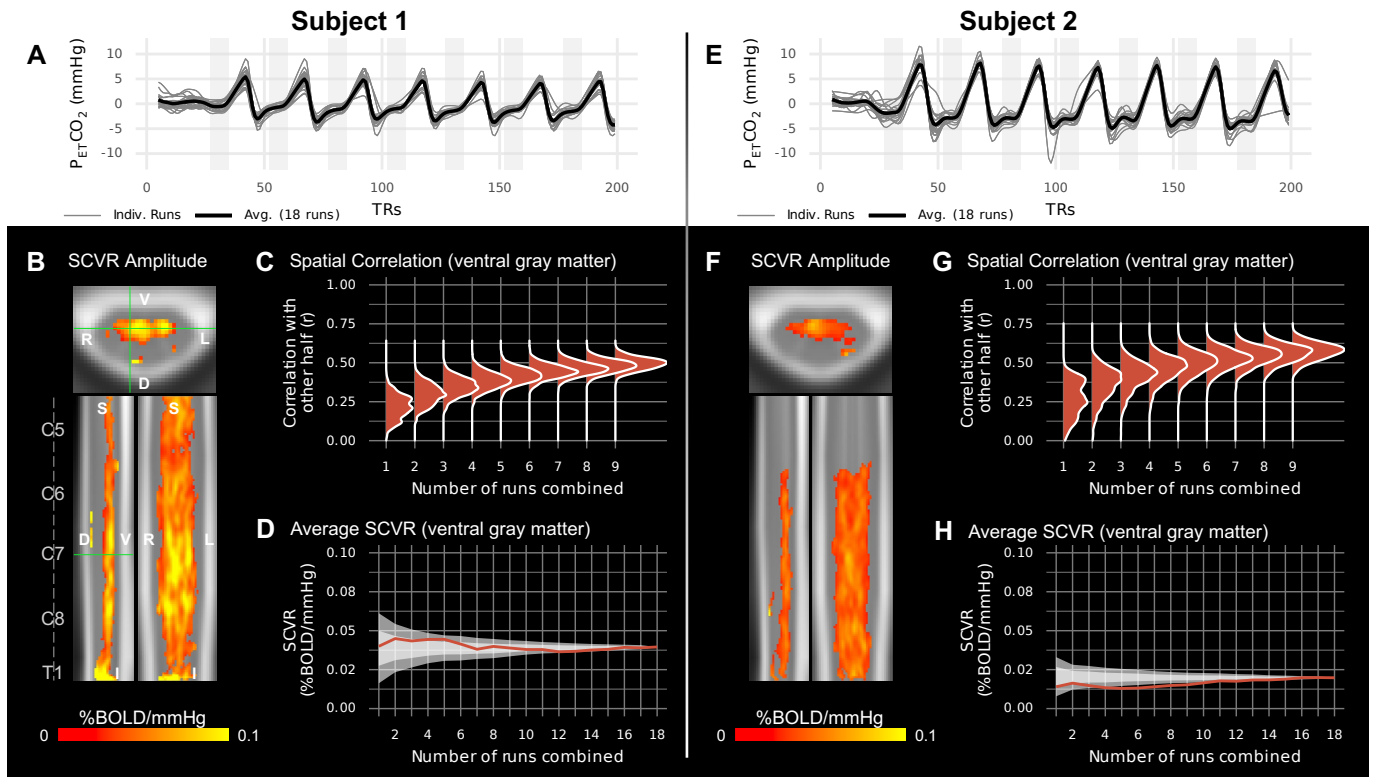 Subject 1
A
P_ET CO_2 (mmHg)
10
5
0
-5
-10
0 50 100 150 200
TRs
Indiv. Runs Avg. (18 runs)
B SCVR Amplitude
V
R L
D
S S
C5
C6
C7
C8
T1
D V R L
I I
%BOLD/mmHg
0 0.1
C Spatial Correlation (ventral gray matter)
Correlation with
other half (r)
1.00
0.75
0.50
0.25
0.00
1 2 3 4 5 6 7 8 9
Number of runs combined
D Average SCVR (ventral gray matter)
SCVR
(%BOLD/mmHg)
0.10
0.07
0.05
0.02
0.00
2 4 6 8 10 12 14 16 18
Number of runs combined
Subject 2
E
P_ET CO_2 (mmHg)
10
5
0
-5
-10
0 50 100 150 200
TRs
Indiv. Runs Avg. (18 runs)
F SCVR Amplitude
%BOLD/mmHg
0 0.1
G Spatial Correlation (ventral gray matter)
Correlation with
other half (r)
1.00
0.75
0.50
0.25
0.00
1 2 3 4 5 6 7 8 9
Number of runs combined
H Average SCVR (ventral gray matter)
SCVR
(%BOLD/mmHg)
0.10
0.07
0.05
0.02
0.00
2 4 6 8 10 12 14 16 18
Number of runs combined